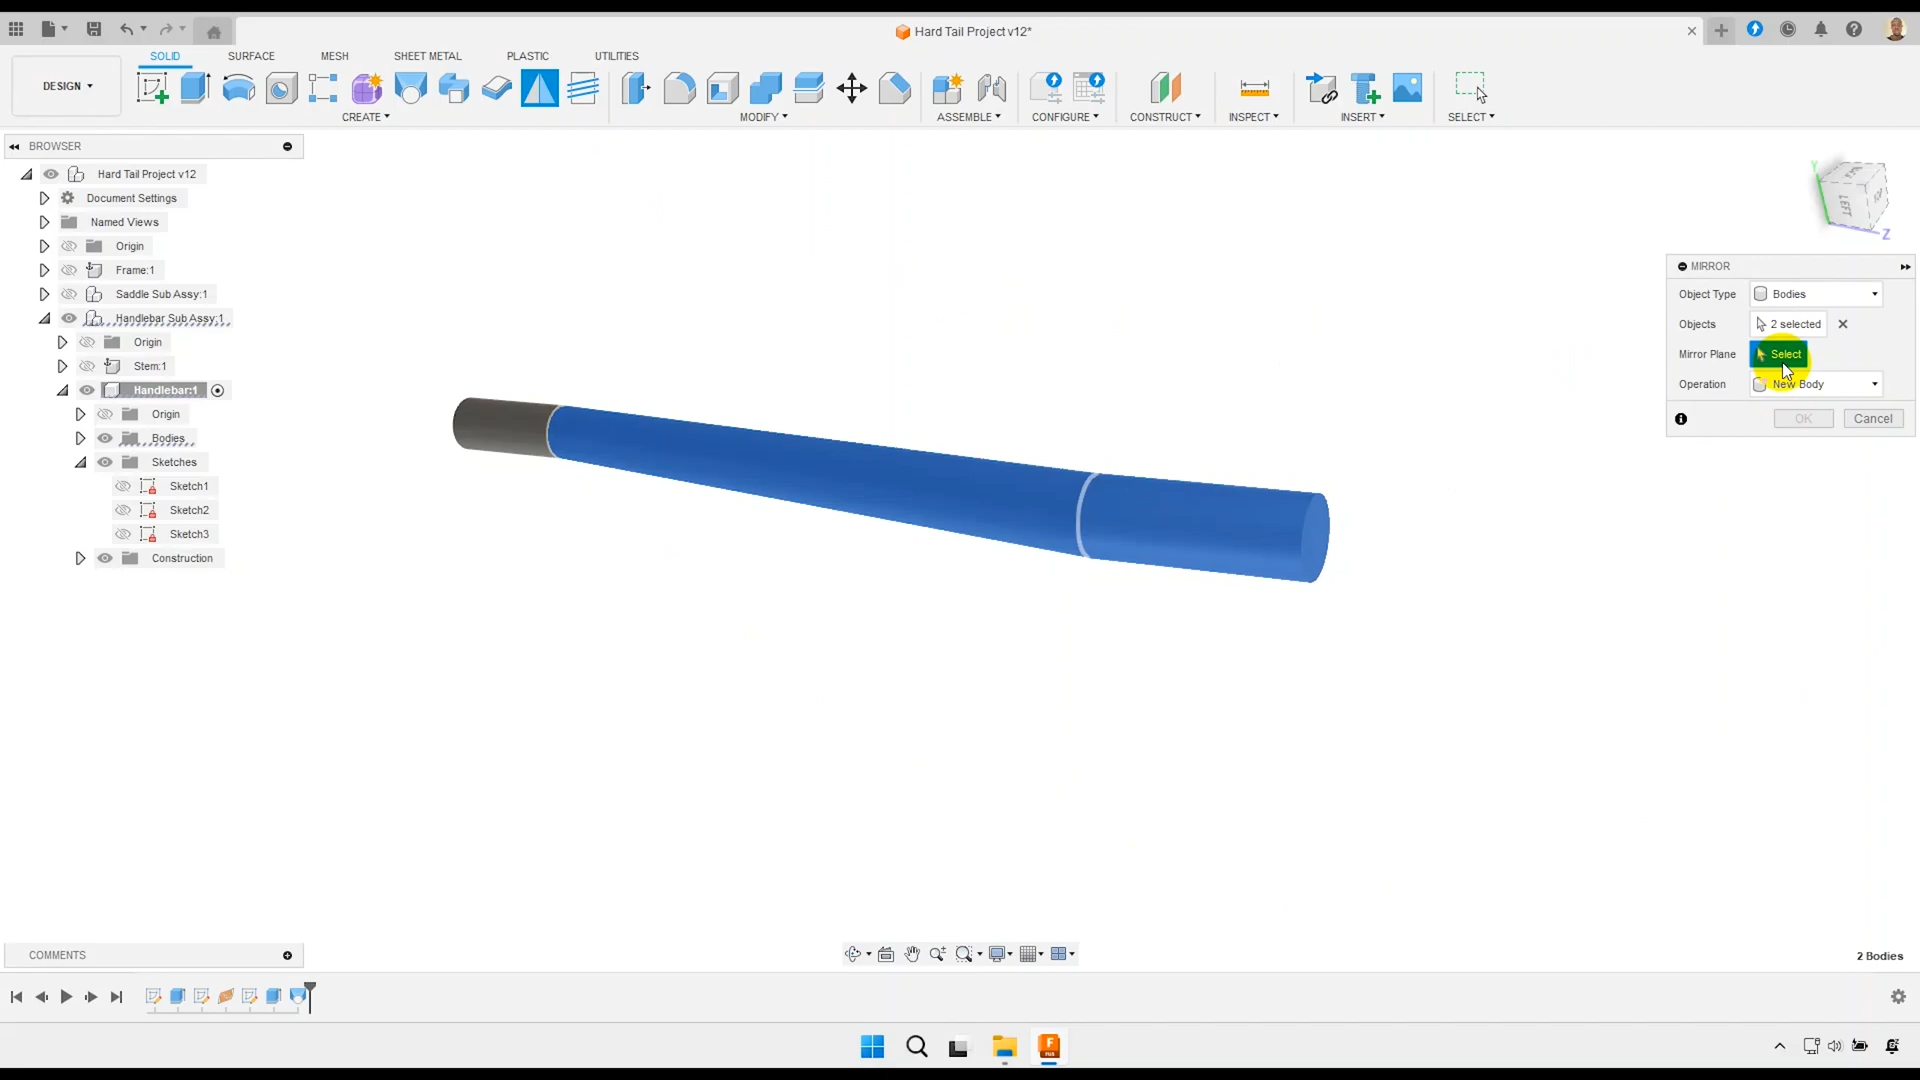 Hard Tail Project v12*
DESIGN
SOLID
SURFACE
MESH
SHEET METAL
PLASTIC
UTILITIES
CREATE
MODIFY
ASSEMBLE
CONFIGURE
CONSTRUCT
INSPECT
INSERT
SELECT
BROWSER
Hard Tail Project v12
Document Settings
Named Views
Origin
Frame:1
Saddle Sub Assy:1
Handlebar Sub Assy:1
Origin
Stem:1
Handlebar:1
Origin
Bodies
Sketches
Sketch1
Sketch2
Sketch3
Construction
Y
LEFT
Z
MIRROR
Object Type Bodies
Objects 2 selected
Mirror Plane Select
Operation New Body
OK Cancel
COMMENTS
2 Bodies